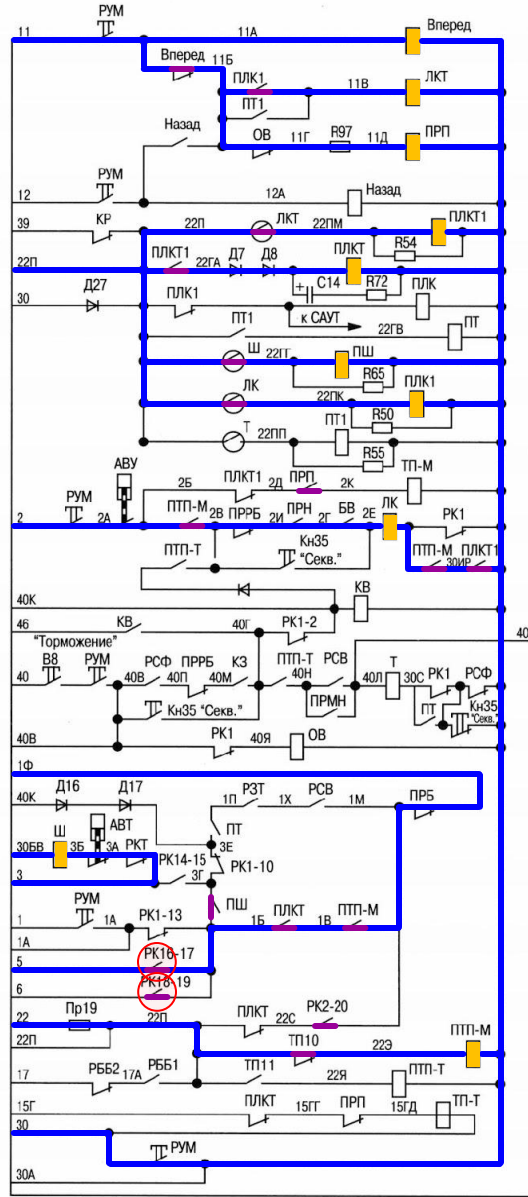 РУМ
11 11А Вперед
Вперед 11Б
ПЛК1 11В ЛКТ
ПТ1
Назад ОВ 11Г R97 11Д ПРП
РУМ
12 12А Назад
39 КР 22П ЛКТ 22ПМ ПЛКТ1
R54
22П ПЛКТ1 22ГА Д7 Д8 ПЛКТ
+ С14 R72
30 Д27 ПЛК1 ПЛК
к САУТ
ПТ1 22ГВ ПТ
Ш 22ГГ ПШ
R65
ЛК 22ПК ПЛК1
R50
Т 22ПП ПТ1
R55
АВУ
2Б ПЛКТ1 2Д ПРП 2К ТП-М
РУМ
2 2А ПТП-М 2В ПРРБ 2И ПРН 2Г БВ 2Е ЛК РК1
ПТП-Т Кн35 "Секв." ПТП-М 30ИР ПЛКТ1
40К КВ
46 КВ 40Г РК1-2
"Торможение"
В8 РУМ РСФ ПРРБ КЗ ПТП-Т РСВ
40 40В 40П 40М 40Н 40Л Т 30С РК1 РСФ
40
Кн35 "Секв." ПРМН ПТ Кн35 "Секв."
40В РК1 40Я ОВ
1Ф
40К Д16 Д17 1П РЗТ 1Х РСВ 1М ПРБ
ПТ
3Е
30БВ Ш 3Б АВТ 3А РКТ
РК14-15 РК1-10
3 3Г
ПШ
РУМ
1 1А РК1-13 1Б ПЛКТ 1В ПТП-М
1А
5 РК16-17
6 РК18-19
22 Пр19 22П ПЛКТ 22С РК2-20
22П ТП10 22Э ПТП-М
17 РББ2 17А РББ1 ТП11 22Я ПТП-Т
15Г ПЛКТ 15ГГ ПРП 15ГД ТП-Т
30
РУМ
30А